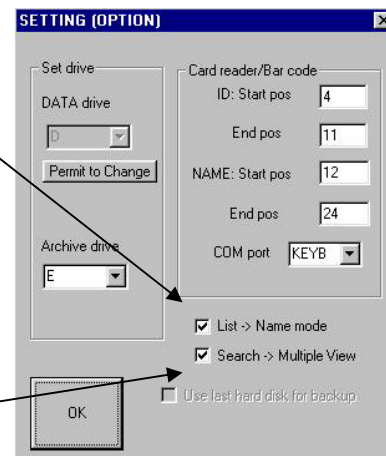 SETTING (OPTION)
Set drive
DATA drive
D
Permit to Change
Archive drive
E
Card reader/Bar code
ID: Start pos 4
End pos 11
NAME: Start pos 12
End pos 24
COM port KEYB
List -> Name mode
Search -> Multiple View
Use last hard disk for backup
OK